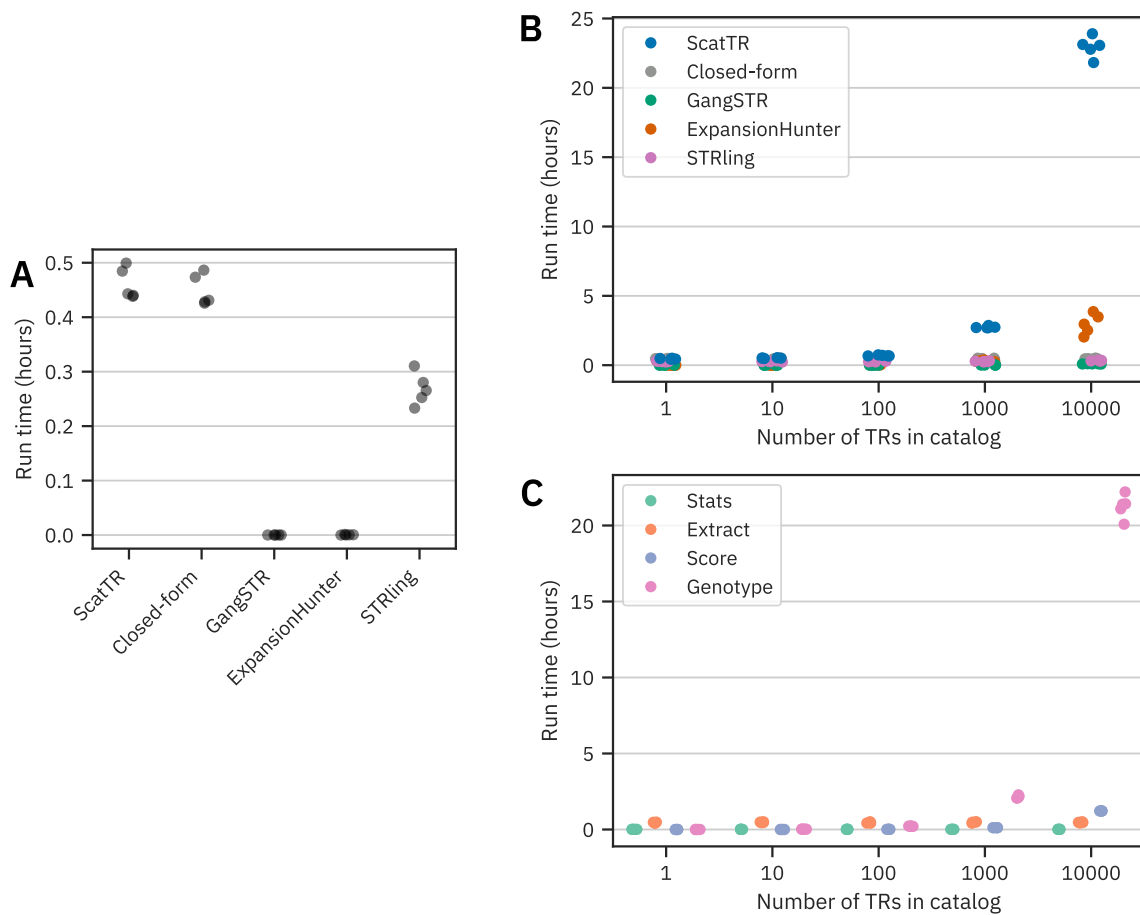 A
Run time (hours)
0.5
0.4
0.3
0.2
0.1
0.0
ScatTR
Closed-form
GangSTR
ExpansionHunter
STRling
B
Run time (hours)
25
20
15
10
5
0
ScatTR
Closed-form
GangSTR
ExpansionHunter
STRling
1 10 100 1000 10000
Number of TRs in catalog
C
Run time (hours)
20
15
10
5
0
Stats
Extract
Score
Genotype
1 10 100 1000 10000
Number of TRs in catalog